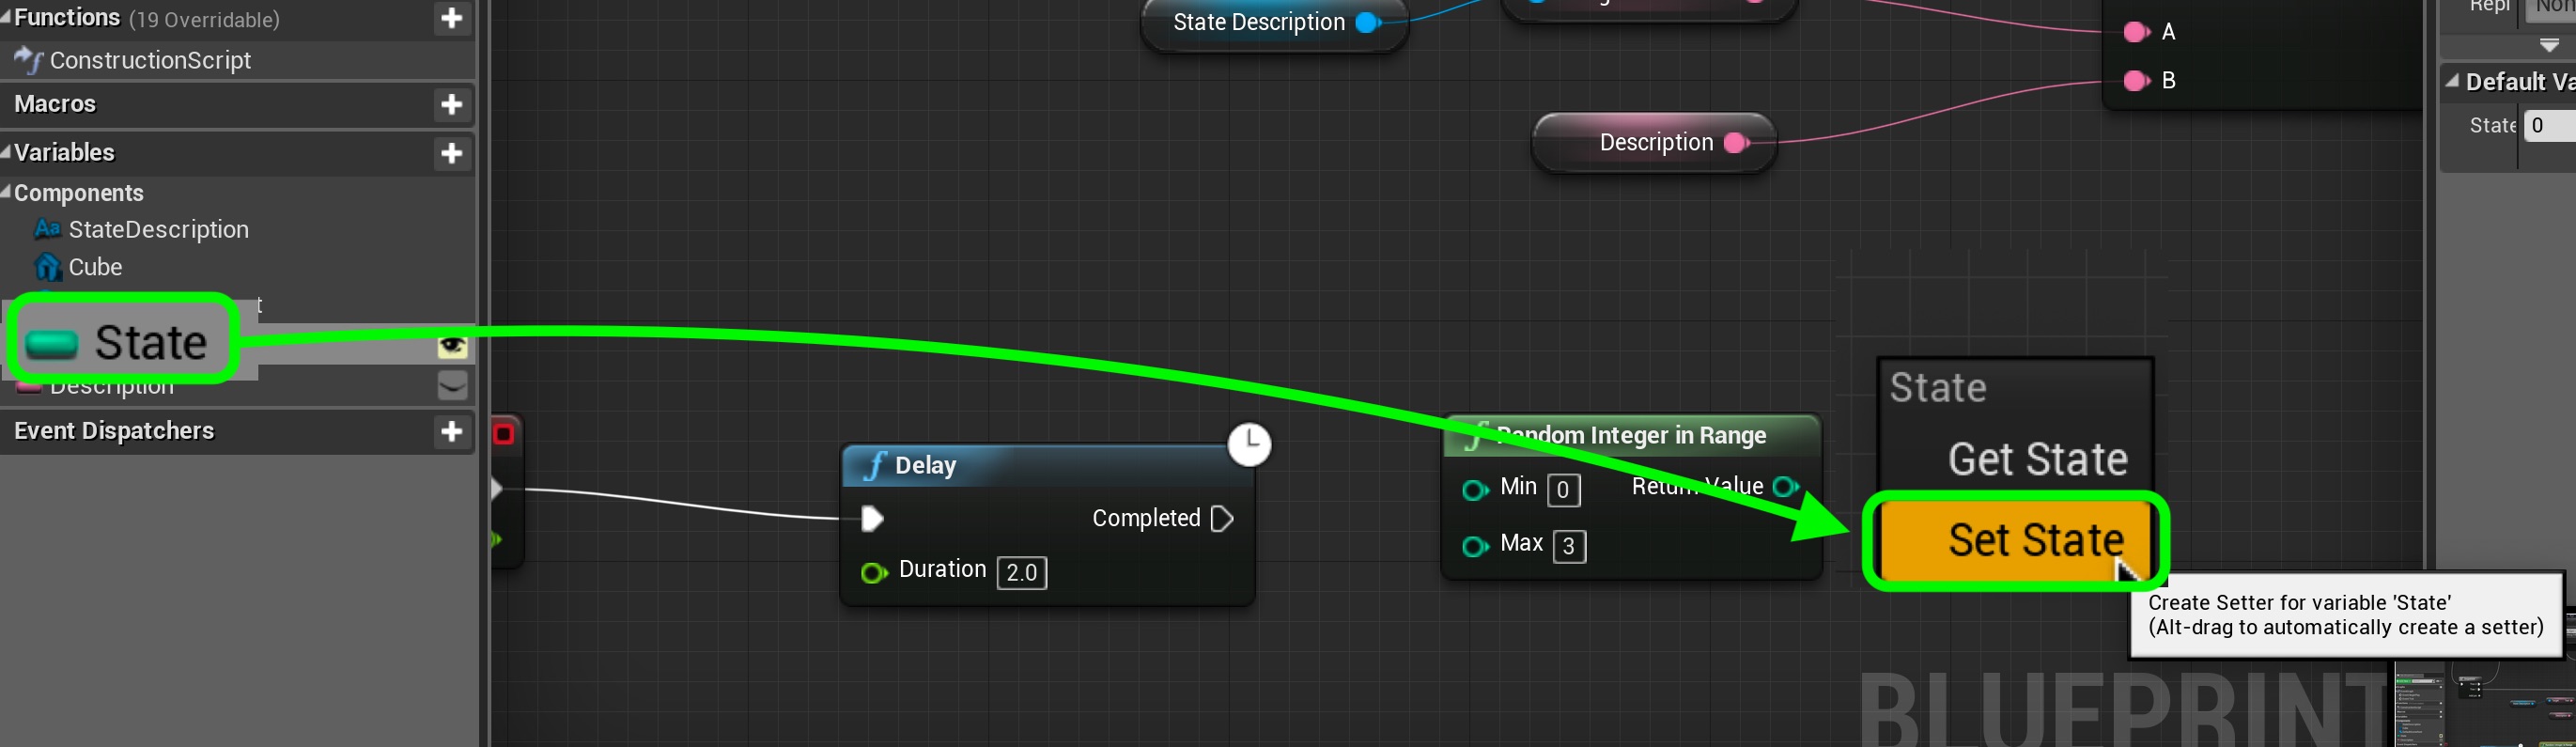 Functions (19 Overridable)
ConstructionScript
Macros
Variables
Components
StateDescription
Cube
t
State
Description
Event Dispatchers
State Description
Description
A
B
Delay
Completed
Duration 2.0
Random Integer in Range
Min 0
Return Value
Max 3
State
Get State
Set State
Create Setter for variable 'State'
(Alt-drag to automatically create a setter)
BLUEPRINT
Repl
Non
Default Va
State 0